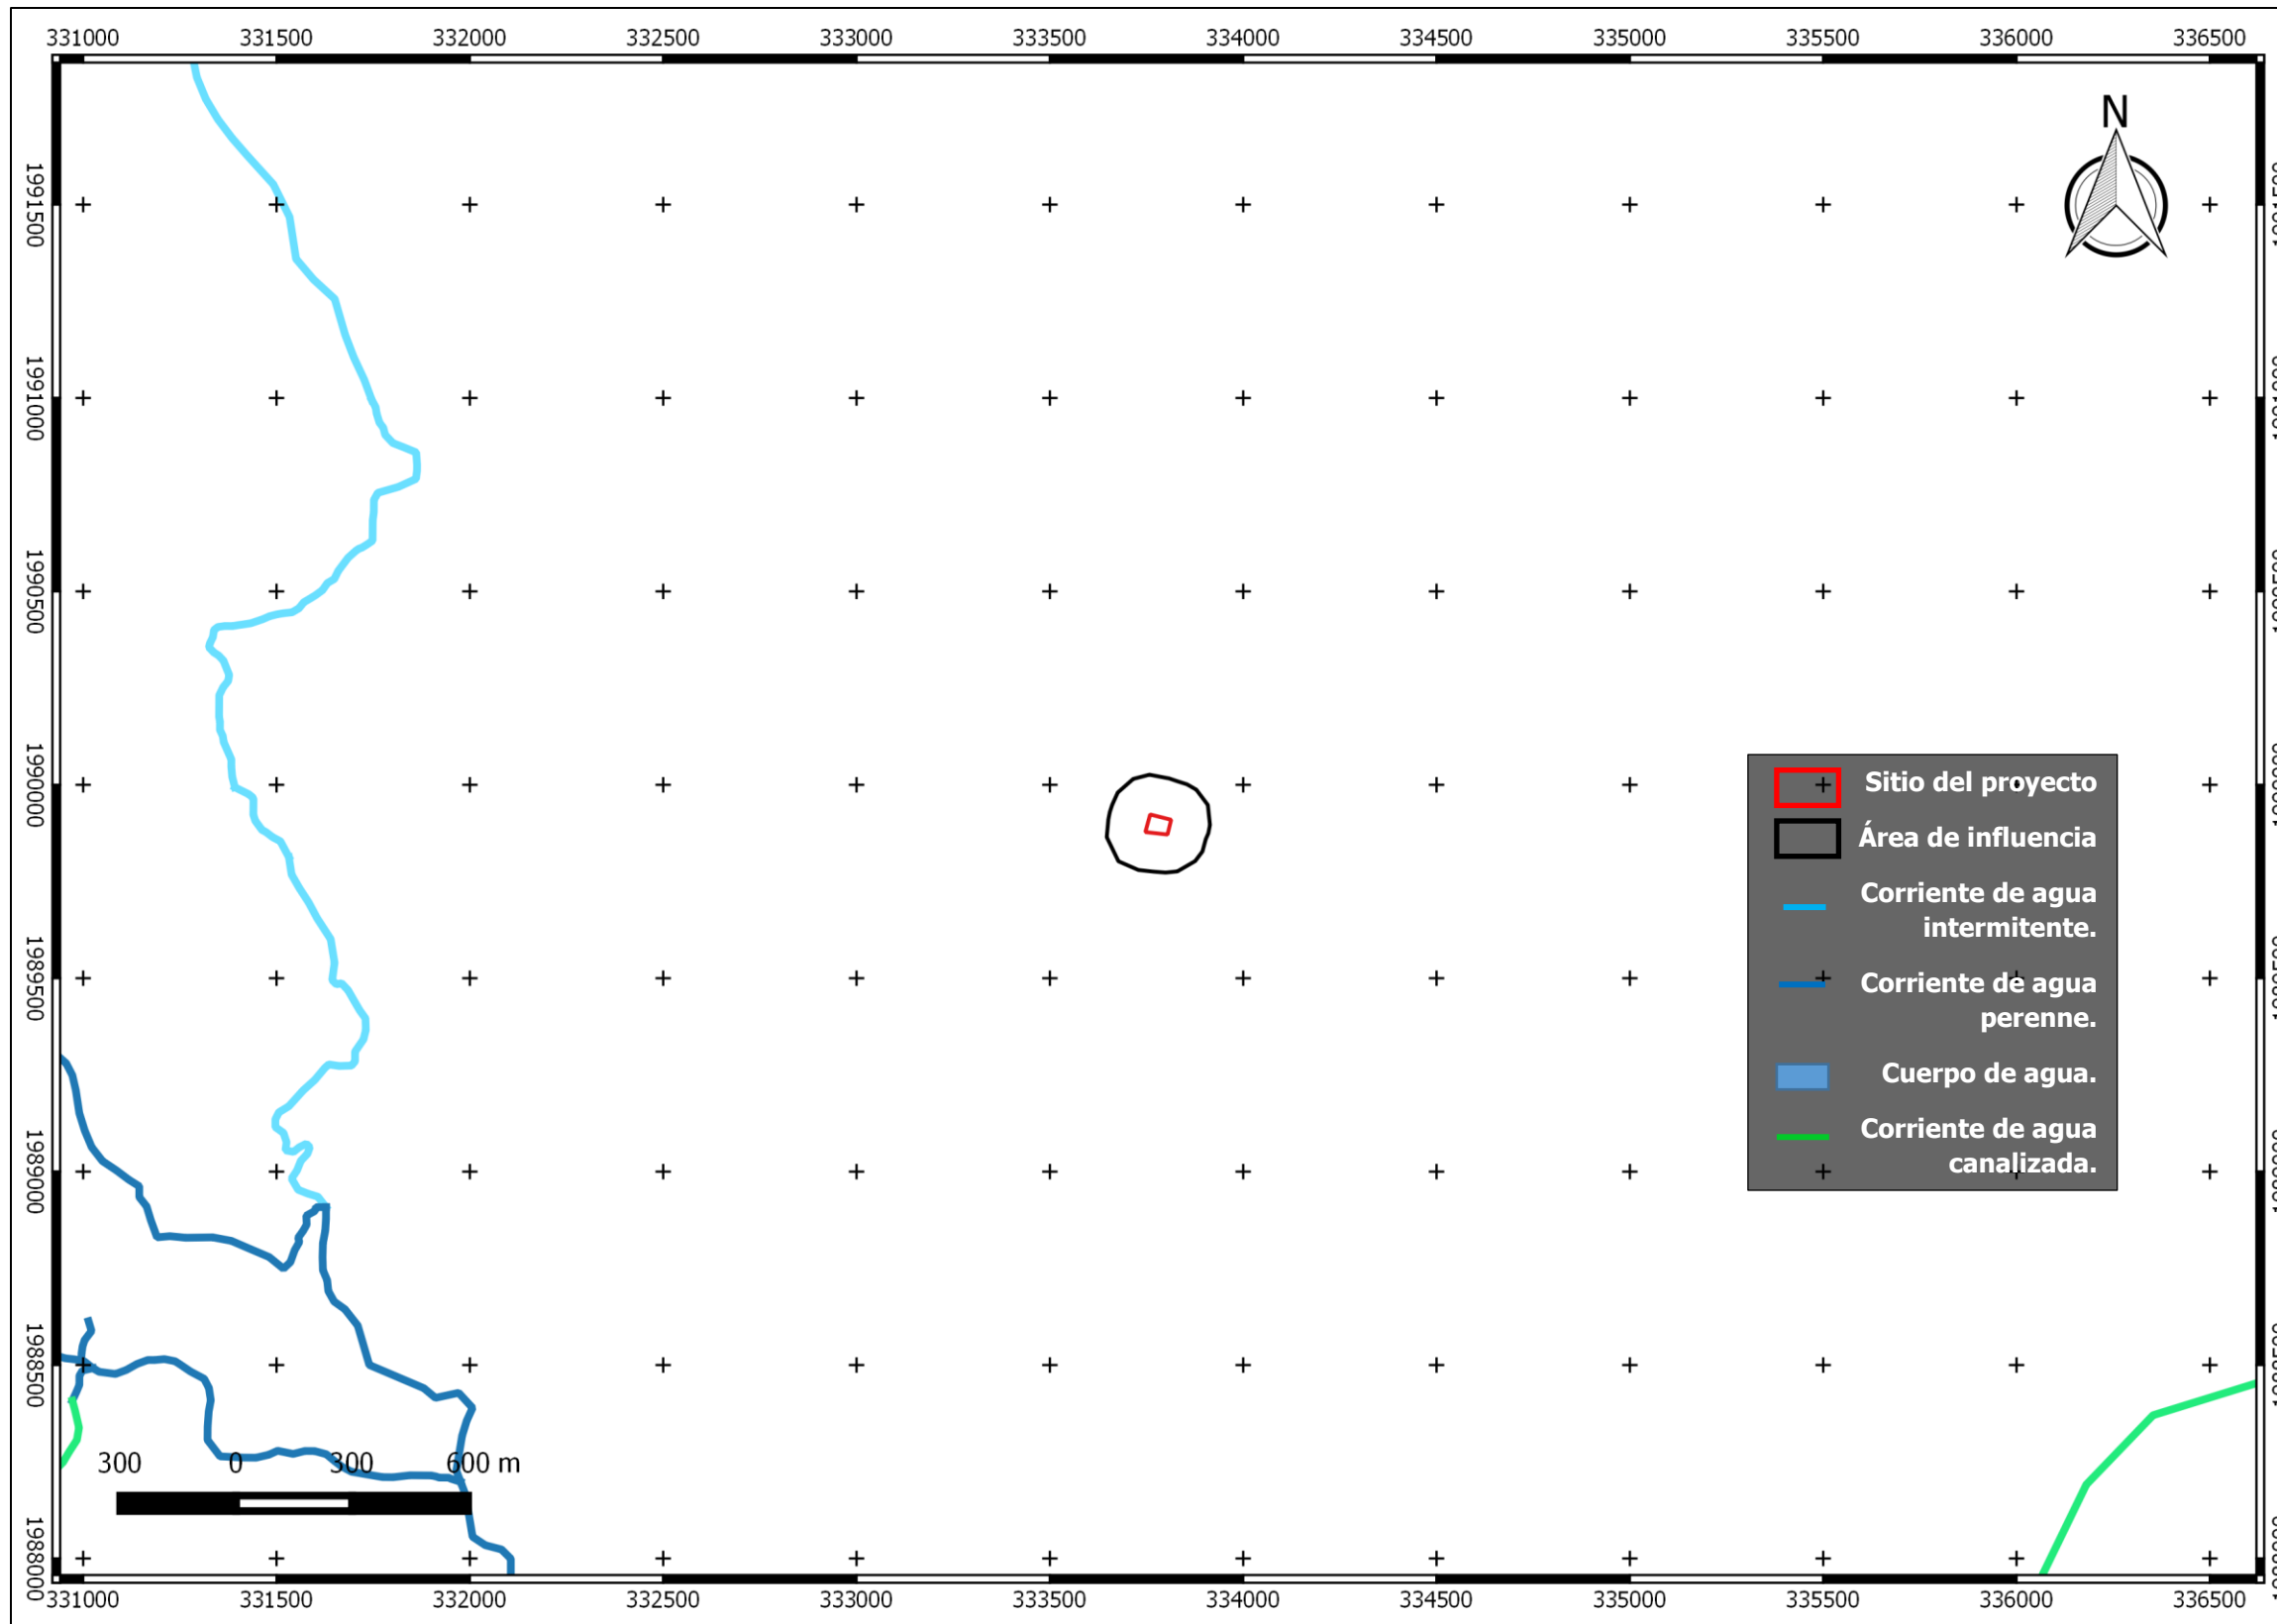 331000 331500 332000 332500 333000 333500 334000 334500 335000 335500 336000 336500
N
1991500
1991000
1990500
1990000
1989500
1989000
1988500
1988000
Sitio del proyecto
Área de influencia
Corriente de agua
intermitente.
Corriente de agua
perenne.
Cuerpo de agua.
Corriente de agua
canalizada.
300 0 300 600 m
331000 331500 332000 332500 333000 333500 334000 334500 335000 335500 336000 336500